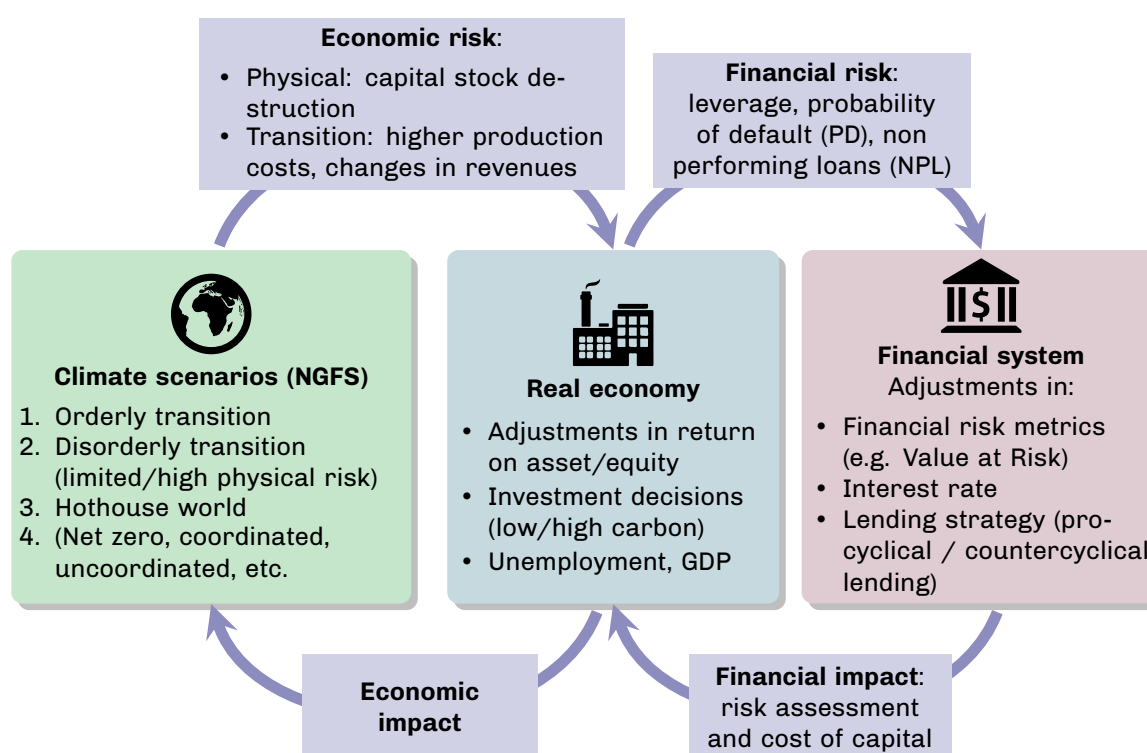 Economic risk:
• Physical: capital stock de-
struction
• Transition: higher production
costs, changes in revenues
Financial risk:
leverage, probability
of default (PD), non
performing loans (NPL)
Climate scenarios (NGFS)
1. Orderly transition
2. Disorderly transition
(limited/high physical risk)
3. Hothouse world
4. (Net zero, coordinated,
uncoordinated, etc.
Real economy
• Adjustments in return
on asset/equity
• Investment decisions
(low/high carbon)
• Unemployment, GDP
$
Financial system
Adjustments in:
• Financial risk metrics
(e.g. Value at Risk)
• Interest rate
• Lending strategy (pro-
cyclical / countercyclical
lending)
Economic
impact
Financial impact:
risk assessment
and cost of capital